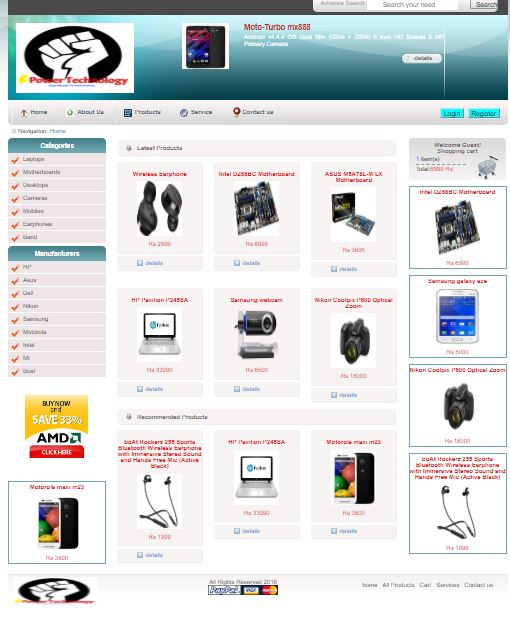 Advance Search
Search your need
Search
Moto-Turbo mx888
Android v4.4.4 OS Dual Sim (GSM + GSM) 5 inch HD Screen 8 MP
Primary Camera
details
Power Technology
Home
About Us
Products
Service
Contact us
Login
Register
Navigation: Home
Categories
Laptops
Motherboards
Desktops
Cameras
Mobiles
Earphones
Band
Manufacturers
HP
Asus
Dell
Nikon
Samsung
Motorola
Intel
MI
Boat
BUY NOW
and
SAVE 33%
AMD
CLICK HERE
Motorola maxi m23
Rs 3800
Latest Products
Wireless Earphone
Rs 2999
details
Intel DZ68BC Motherboard
Rs 6999
details
ASUS M5A78L-M LX
Motherboard
Rs 3895
details
HP Pavilion P245SA
Rs 33990
details
Samsung webcam
Rs 6500
details
Nikon Coolpix P600 Optical
Zoom
Rs 18000
details
Recommended Products
boAt Rockerz 255 Sports
Bluetooth Wireless Earphone
with Immersive Stereo Sound
and Hands Free Mic (Active
Black)
Rs 1999
details
HP Pavilion P245SA
Rs 33990
details
Motorola maxi m23
Rs 3800
details
Welcome Guest!
Shopping cart
1 item(s)
Total:6999 Rs
Intel DZ68BC Motherboard
Rs 6999
Samsung galaxy ace
Rs 5000
Nikon Coolpix P600 Optical Zoom
Rs 18000
boAt Rockerz 255 Sports
Bluetooth Wireless Earphone
with Immersive Stereo Sound and
Hands Free Mic (Active Black)
Rs 1999
Power Technology
All Rights Reserved 2018
PayPal VISA
home
All Products
Cart
Services
Contact us